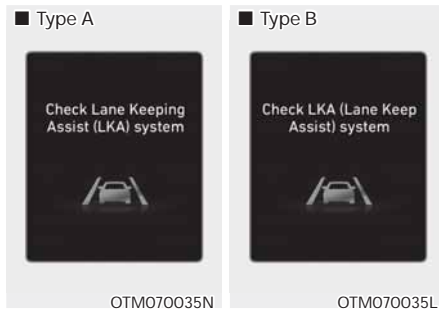 ■ Type A
Check Lane Keeping
Assist (LKA) system
OTM070035N
■ Type B
Check LKA (Lane Keep
Assist) system
OTM070035L